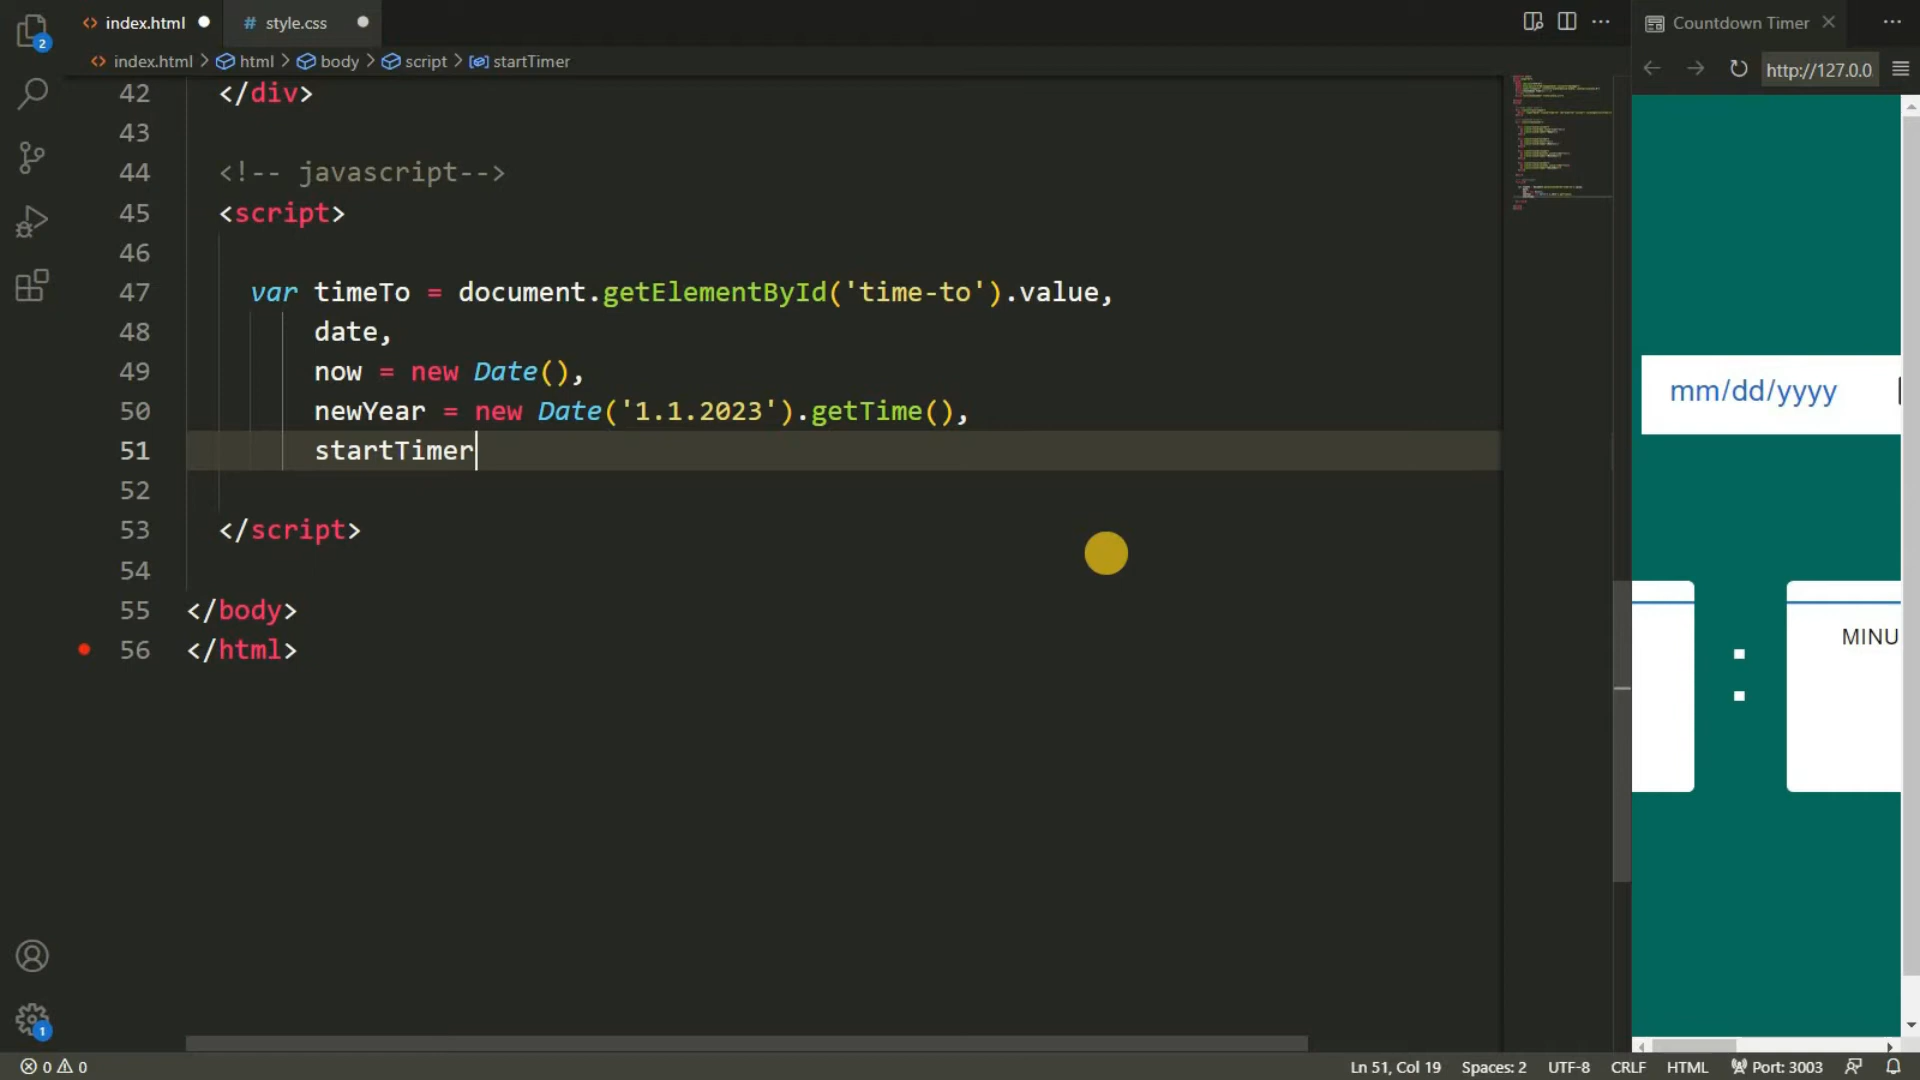 index.html
style.css
Countdown Timer
index.html > html > body > script > startTimer
http://127.0.0
42 </div>
43
44 <!-- javascript-->
45 <script>
46
47 var timeTo = document.getElementById('time-to').value,
48 date,
49 now = new Date(),
50 newYear = new Date('1.1.2023').getTime(),
51 startTimer
52
53 </script>
54
55 </body>
56 </html>
mm/dd/yyyy
:
MINU
2
1
0 0
Ln 51, Col 19 Spaces: 2 UTF-8 CRLF HTML Port: 3003